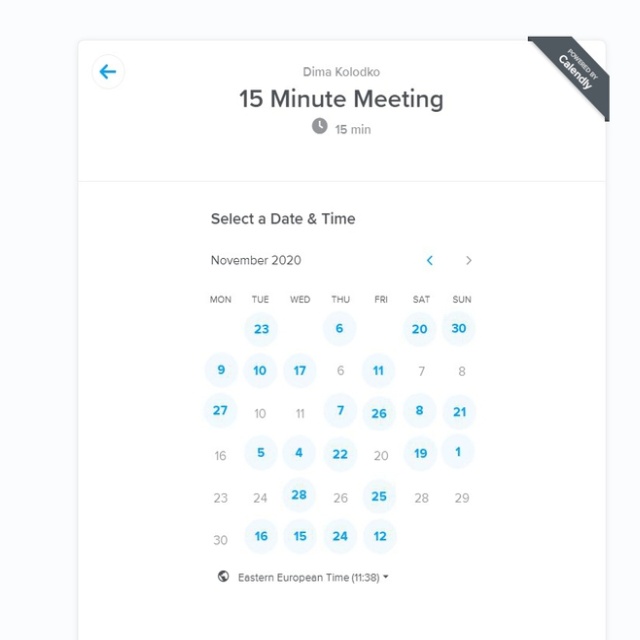 POWERED BY
Calendly
Dima Kolodko
15 Minute Meeting
15 min
Select a Date & Time
November 2020
MON TUE WED THU FRI SAT SUN
23 6 20 30
9 10 17 6 11 7 8
27 10 11 7 26 8 21
16 5 4 22 20 19 1
23 24 28 26 25 28 29
30 16 15 24 12
Eastern European Time (11:38)